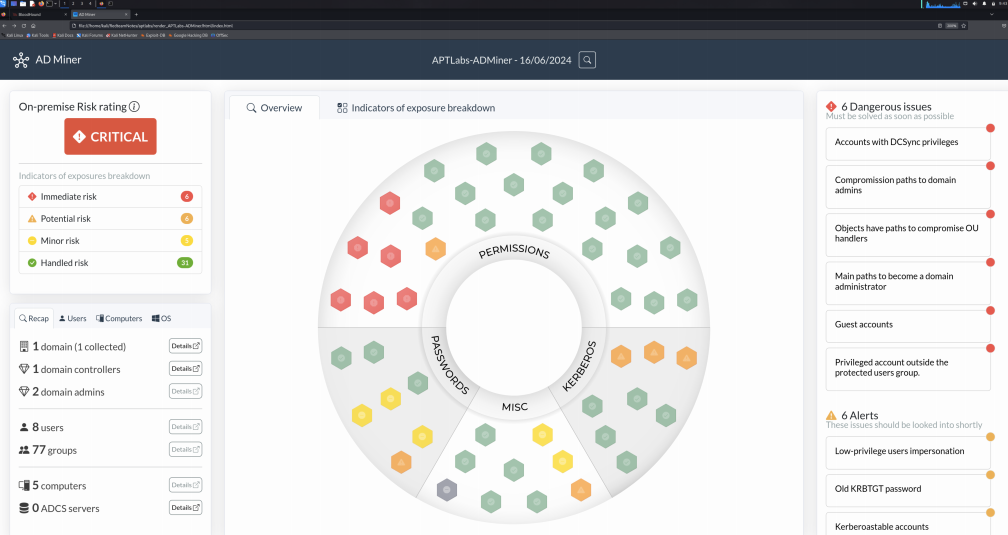 BloodHound
AD Miner
file:///home/kali/RedteamNotes/aptlabs/render_APTLabs-ADMiner/html/index.html
Kali Linux
Kali Tools
Kali Docs
Kali Forums
Kali NetHunter
Exploit-DB
Google Hacking DB
OffSec
AD Miner
APTLabs-ADMiner - 16/06/2024
On-premise Risk rating
CRITICAL
Indicators of exposures breakdown
Immediate risk 6
Potential risk 6
Minor risk 5
Handled risk 31
Recap Users Computers OS
1 domain (1 collected) Details
1 domain controllers Details
2 domain admins Details
8 users Details
77 groups Details
5 computers Details
0 ADCS servers Details
Overview
Indicators of exposure breakdown
PERMISSIONS
PASSWORDS
KERBEROS
MISC
6 Dangerous issues
Must be solved as soon as possible
Accounts with DCSync privileges
Compromission paths to domain
admins
Objects have paths to compromise OU
handlers
Main paths to become a domain
administrator
Guest accounts
Privileged account outside the
protected users group.
6 Alerts
These issues should be looked into shortly
Low-privilege users impersonation
Old KRBTGT password
Kerberoastable accounts